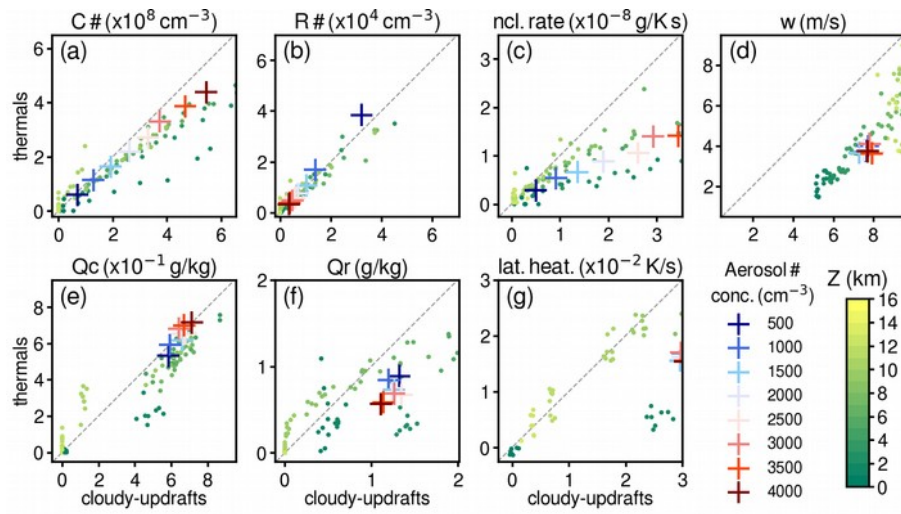 C # (x10⁸ cm⁻³) R # (x10⁴ cm⁻³) ncl. rate (x10⁻⁸ g/K s) w (m/s)
(a) (b) (c) (d)
thermals
6
4
2
0
0 2 4 6
6
4
2
0
0 2 4 6
3
2
1
0
0 1 2 3
8
6
4
2
2 4 6 8
Qc (x10⁻¹ g/kg) Qr (g/kg) lat. heat. (x10⁻² K/s)
(e) (f) (g)
thermals
8
6
4
2
0
0 2 4 6 8
cloudy-updrafts
2
1
0
0 1 2
cloudy-updrafts
3
2
1
0
0 1 2 3
cloudy-updrafts
Aerosol #
conc. (cm⁻³)
500
1000
1500
2000
2500
3000
3500
4000
Z (km)
16
14
12
10
8
6
4
2
0